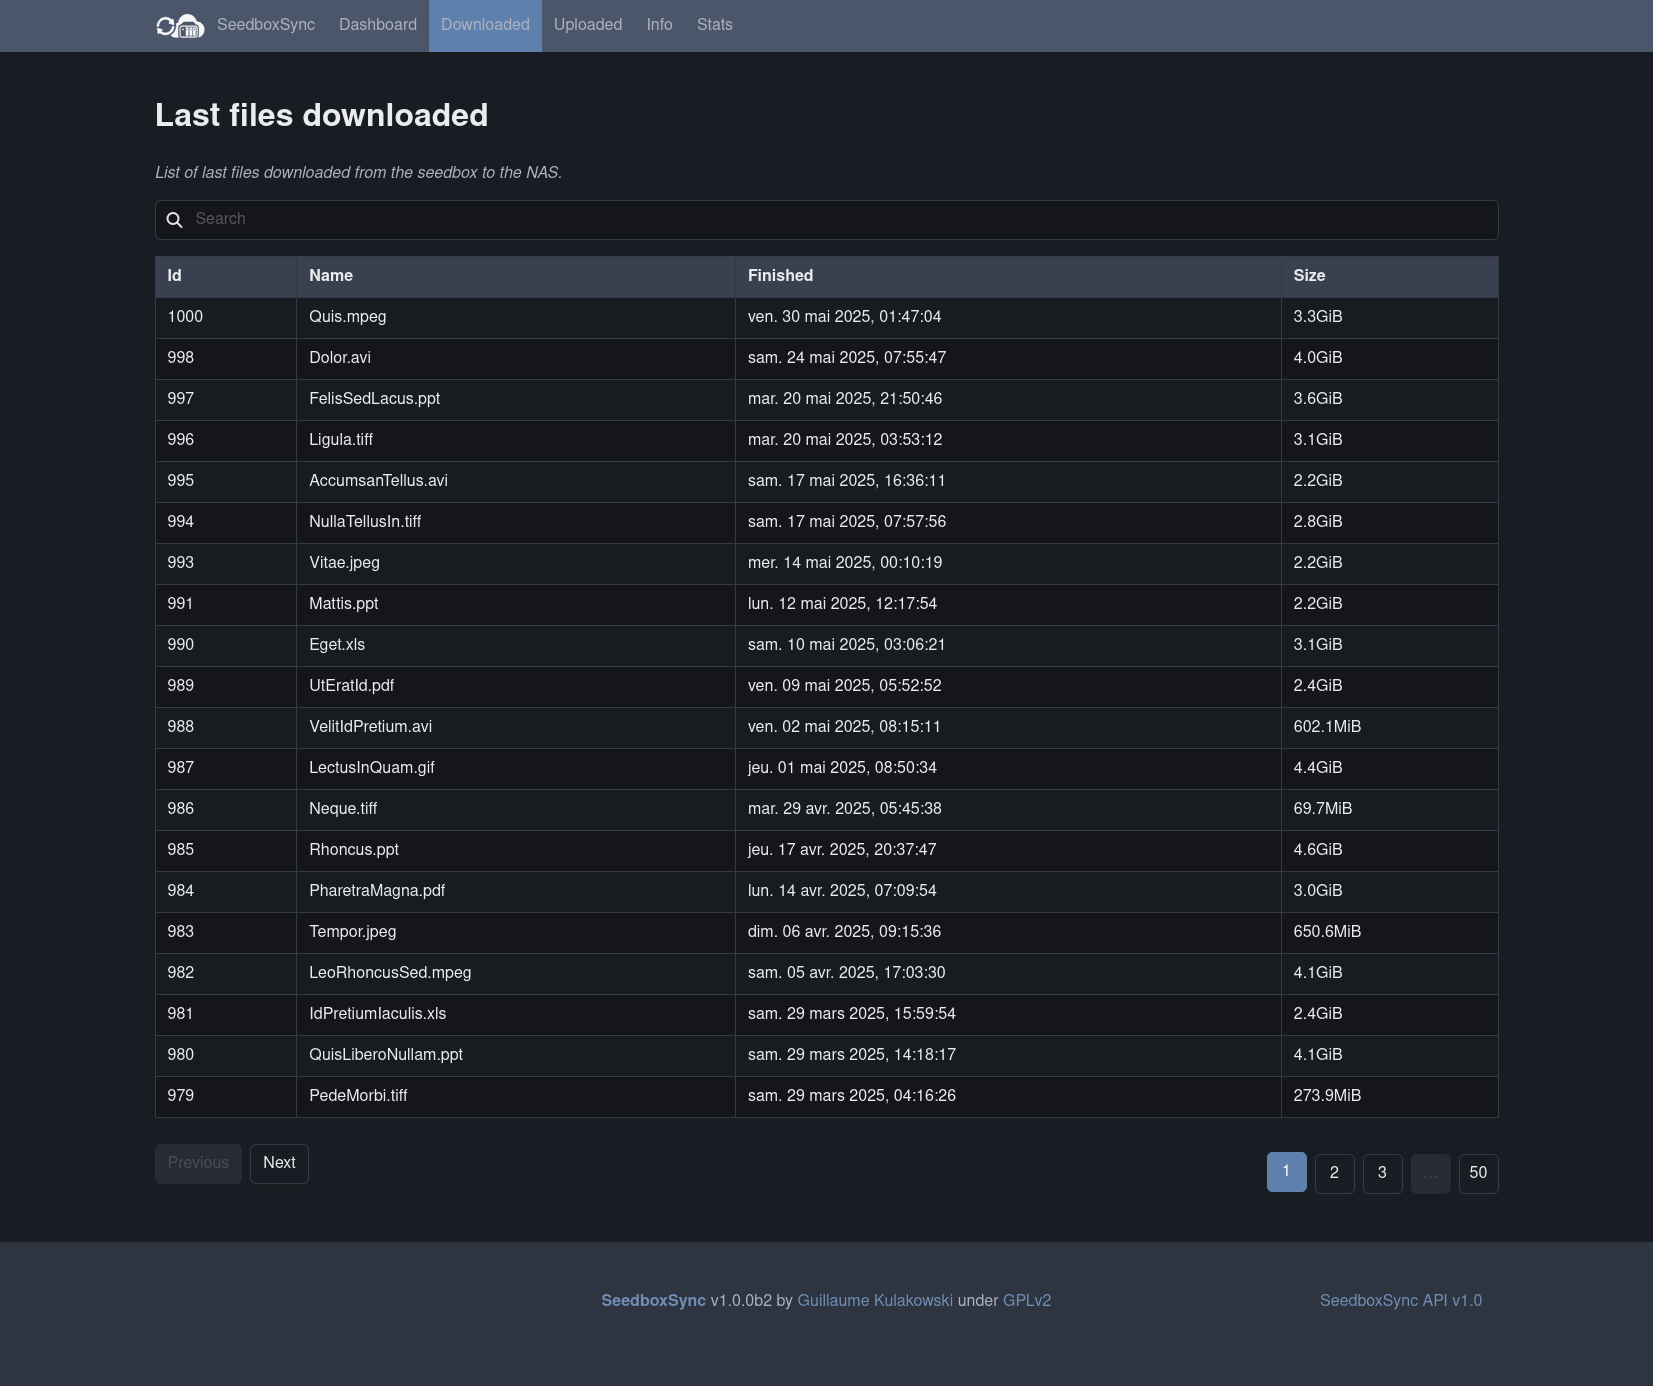 SeedboxSync Dashboard Downloaded Uploaded Info Stats
Last files downloaded
List of last files downloaded from the seedbox to the NAS.
Search
Id Name Finished Size
1000 Quis.mpeg ven. 30 mai 2025, 01:47:04 3.3GiB
998 Dolor.avi sam. 24 mai 2025, 07:55:47 4.0GiB
997 FelisSedLacus.ppt mar. 20 mai 2025, 21:50:46 3.6GiB
996 Ligula.tiff mar. 20 mai 2025, 03:53:12 3.1GiB
995 AccumsanTellus.avi sam. 17 mai 2025, 16:36:11 2.2GiB
994 NullaTellusIn.tiff sam. 17 mai 2025, 07:57:56 2.8GiB
993 Vitae.jpeg mer. 14 mai 2025, 00:10:19 2.2GiB
991 Mattis.ppt lun. 12 mai 2025, 12:17:54 2.2GiB
990 Eget.xls sam. 10 mai 2025, 03:06:21 3.1GiB
989 UtEratId.pdf ven. 09 mai 2025, 05:52:52 2.4GiB
988 VelitIdPretium.avi ven. 02 mai 2025, 08:15:11 602.1MiB
987 LectusInQuam.gif jeu. 01 mai 2025, 08:50:34 4.4GiB
986 Neque.tiff mar. 29 avr. 2025, 05:45:38 69.7MiB
985 Rhoncus.ppt jeu. 17 avr. 2025, 20:37:47 4.6GiB
984 PharetraMagna.pdf lun. 14 avr. 2025, 07:09:54 3.0GiB
983 Tempor.jpeg dim. 06 avr. 2025, 09:15:36 650.6MiB
982 LeoRhoncusSed.mpeg sam. 05 avr. 2025, 17:03:30 4.1GiB
981 IdPretiumIaculis.xls sam. 29 mars 2025, 15:59:54 2.4GiB
980 QuisLiberoNullam.ppt sam. 29 mars 2025, 14:18:17 4.1GiB
979 PedeMorbi.tiff sam. 29 mars 2025, 04:16:26 273.9MiB
Previous Next 1 2 3 … 50
SeedboxSync v1.0.0b2 by Guillaume Kulakowski under GPLv2 SeedboxSync API v1.0